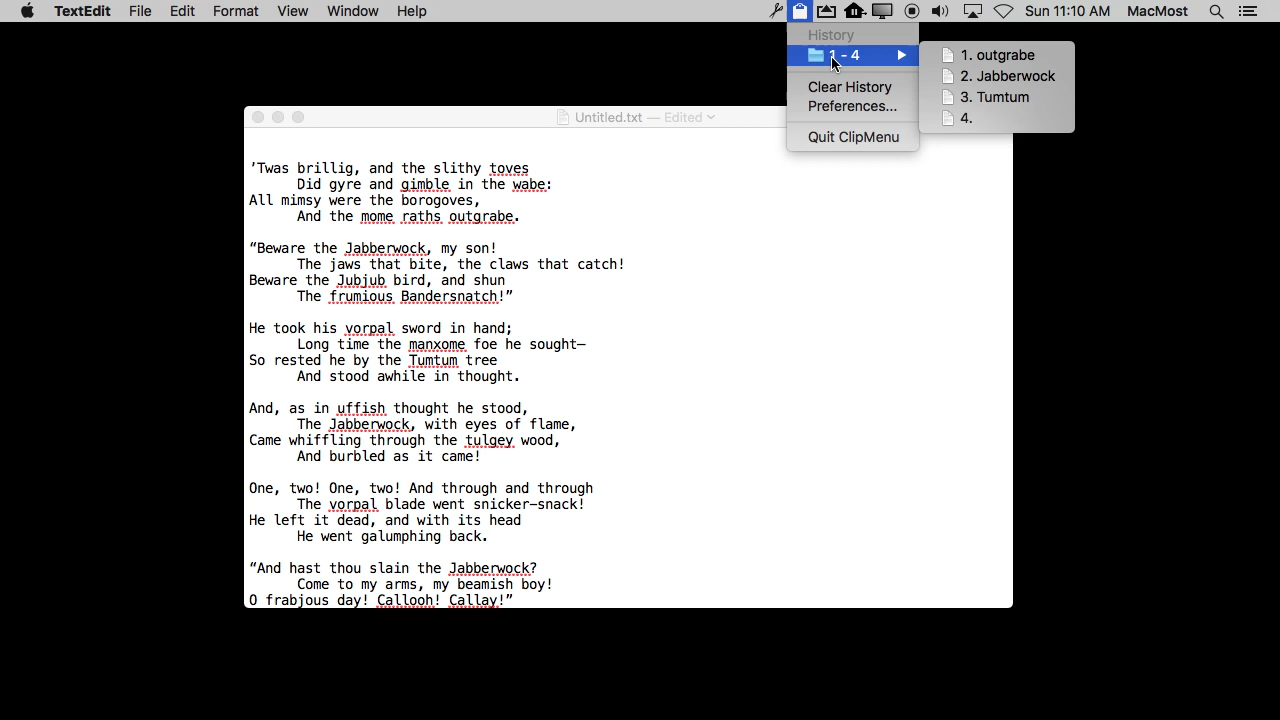 TextEdit File Edit Format View Window Help Sun 11:10 AM MacMost
History
1 - 4
Clear History
Preferences...
Quit ClipMenu
1. outgrabe
2. Jabberwock
3. Tumtum
4.
Untitled.txt — Edited
’Twas brillig, and the slithy toves
Did gyre and gimble in the wabe:
All mimsy were the borogoves,
And the mome raths outgrabe.
“Beware the Jabberwock, my son!
The jaws that bite, the claws that catch!
Beware the Jubjub bird, and shun
The frumious Bandersnatch!”
He took his vorpal sword in hand;
Long time the manxome foe he sought—
So rested he by the Tumtum tree
And stood awhile in thought.
And, as in uffish thought he stood,
The Jabberwock, with eyes of flame,
Came whiffling through the tulgey wood,
And burbled as it came!
One, two! One, two! And through and through
The vorpal blade went snicker-snack!
He left it dead, and with its head
He went galumphing back.
“And hast thou slain the Jabberwock?
Come to my arms, my beamish boy!
O frabjous day! Callooh! Callay!”